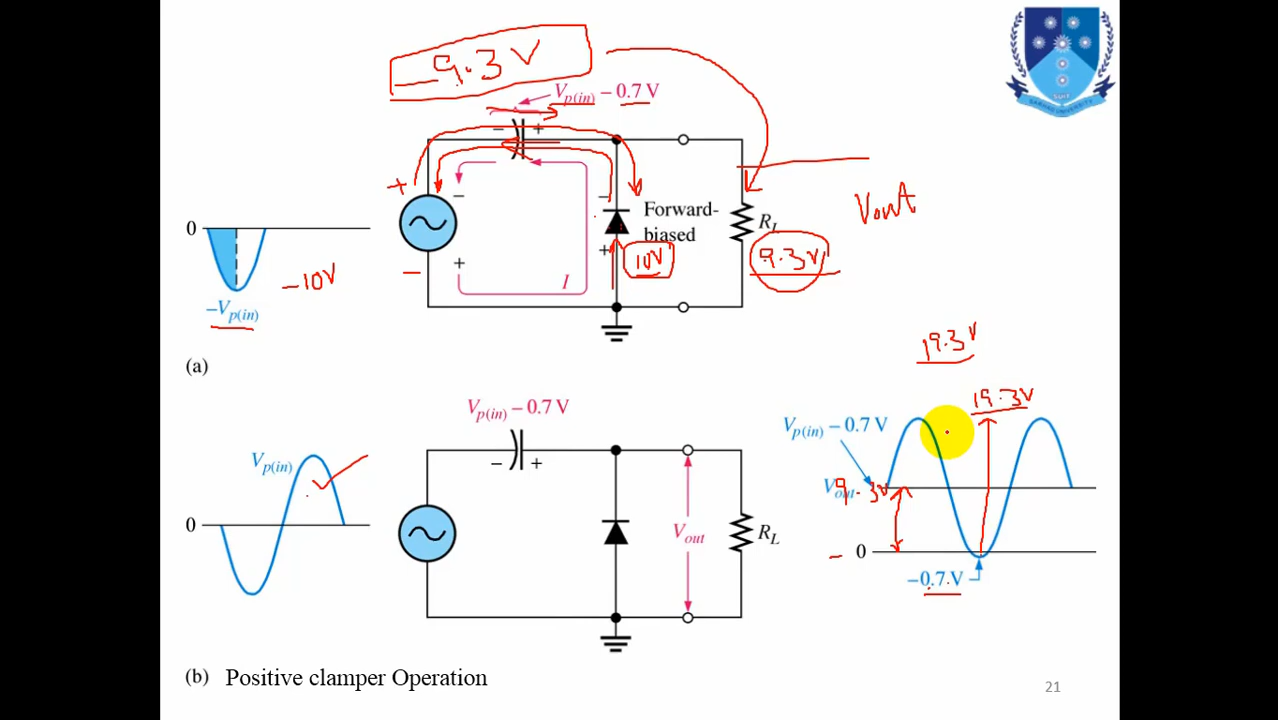 -9.3V
Vp(in) – 0.7 V
– +
+ –
–
Forward-
biased
RL
Vout
0
-10V
–
+
I
+
10V
9.3V
–Vp(in)
(a)
19.3V
Vp(in) – 0.7 V
19.3V
Vp(in) – 0.7 V
Vp(in)
– +
9.3V
0
Vout
RL
- 0
–0.7 V
(b) Positive clamper Operation
21